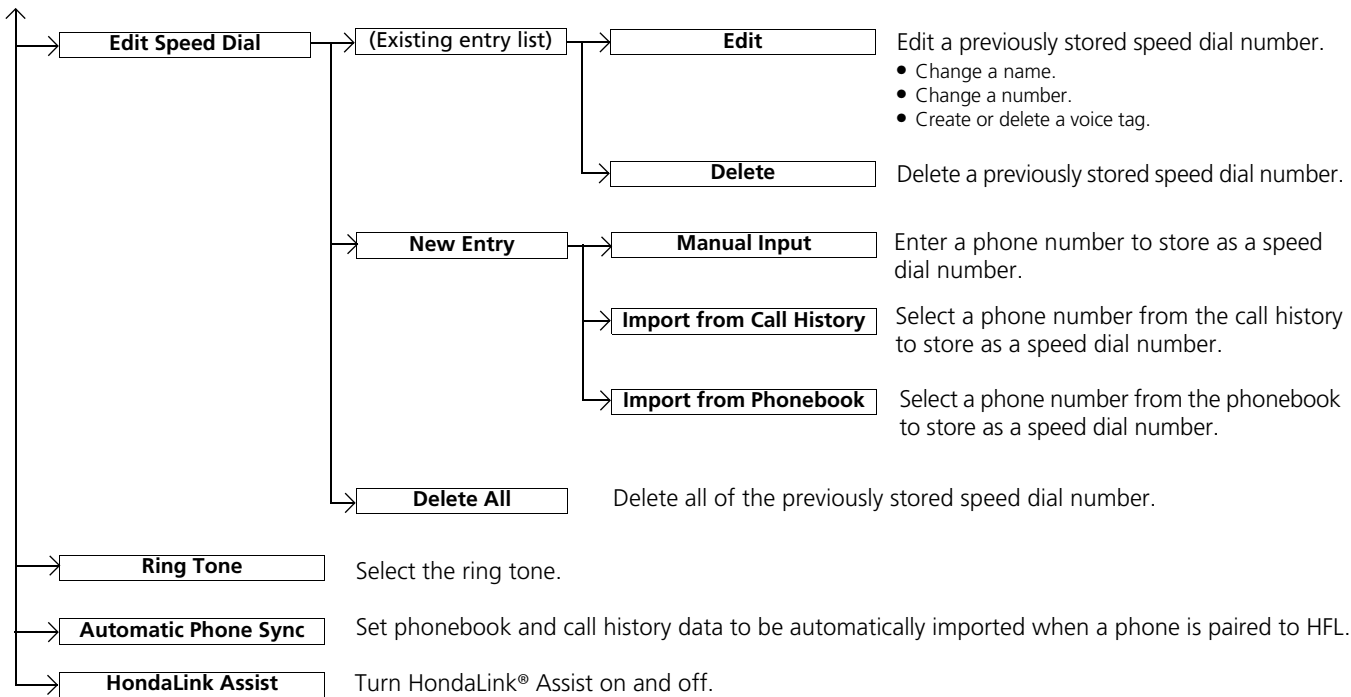 Edit Speed Dial
(Existing entry list)
Edit
Edit a previously stored speed dial number.
• Change a name.
• Change a number.
• Create or delete a voice tag.
Delete
Delete a previously stored speed dial number.
New Entry
Manual Input
Enter a phone number to store as a speed
dial number.
Import from Call History
Select a phone number from the call history
to store as a speed dial number.
Import from Phonebook
Select a phone number from the phonebook
to store as a speed dial number.
Delete All
Delete all of the previously stored speed dial number.
Ring Tone
Select the ring tone.
Automatic Phone Sync
Set phonebook and call history data to be automatically imported when a phone is paired to HFL.
HondaLink Assist
Turn HondaLink® Assist on and off.